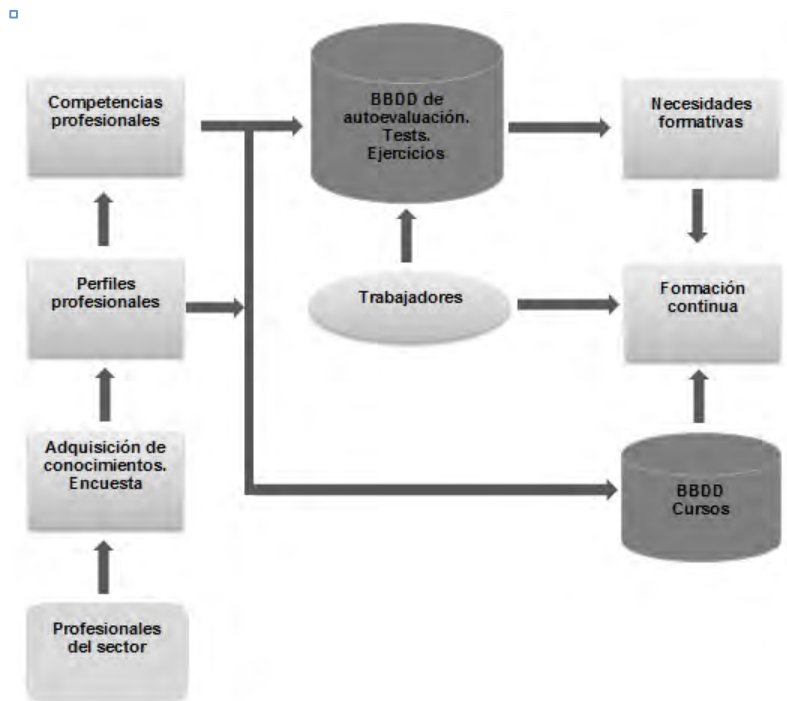 Competencias
profesionales
BBDD de
autoevaluación.
Tests.
Ejercicios
Necesidades
formativas
Perfiles
profesionales
Trabajadores
Formación
continua
Adquisición de
conocimientos.
Encuesta
BBDD
Cursos
Profesionales
del sector